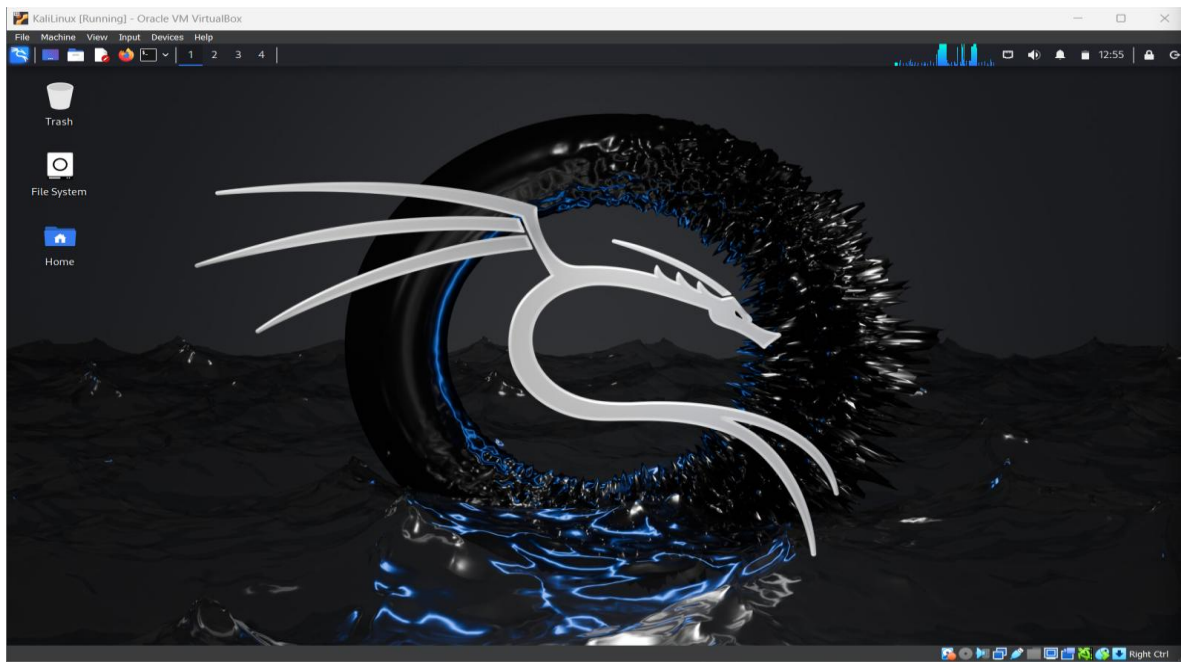 KaliLinux [Running] - Oracle VM VirtualBox
File Machine View Input Devices Help
1 2 3 4 12:55
Trash
File System
Home
Right Ctrl